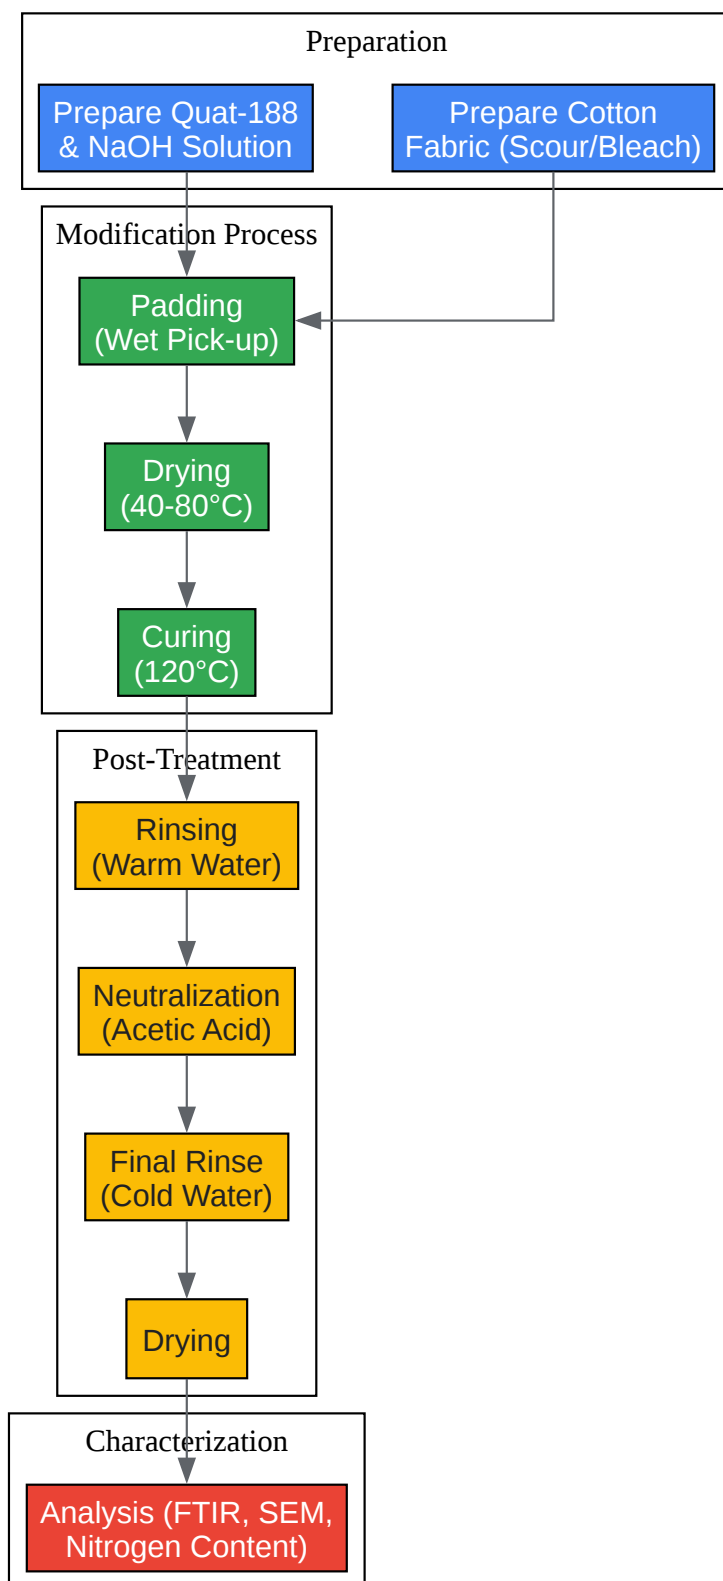 Preparation
Prepare Quat-188
& NaOH Solution
Prepare Cotton
Fabric (Scour/Bleach)
Modification Process
Padding
(Wet Pick-up)
Drying
(40-80°C)
Curing
(120°C)
Post-Treatment
Rinsing
(Warm Water)
Neutralization
(Acetic Acid)
Final Rinse
(Cold Water)
Drying
Characterization
Analysis (FTIR, SEM,
Nitrogen Content)